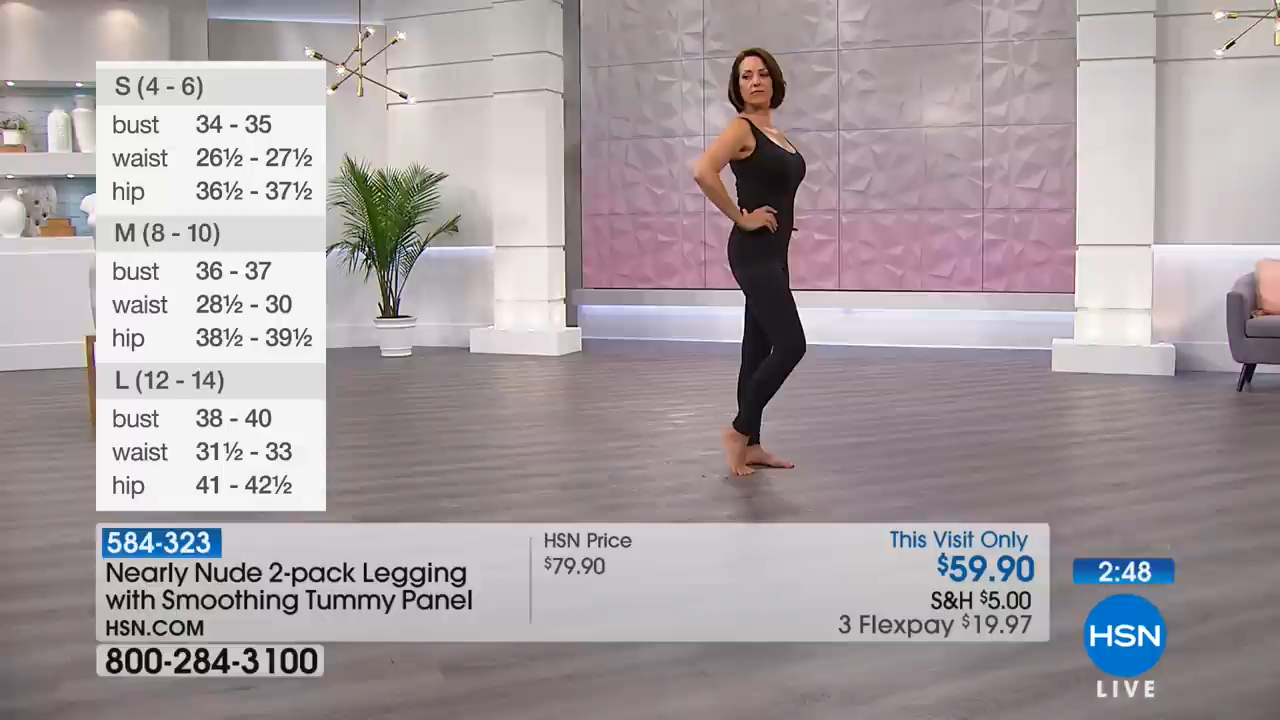 S (4 - 6)
bust 34 - 35
waist 26½ - 27½
hip 36½ - 37½
M (8 - 10)
bust 36 - 37
waist 28½ - 30
hip 38½ - 39½
L (12 - 14)
bust 38 - 40
waist 31½ - 33
hip 41 - 42½
584-323
Nearly Nude 2-pack Legging
with Smoothing Tummy Panel
HSN.COM
800-284-3100
HSN Price
$79.90
This Visit Only
$59.90
S&H $5.00
3 Flexpay $19.97
2:48
HSN
LIVE